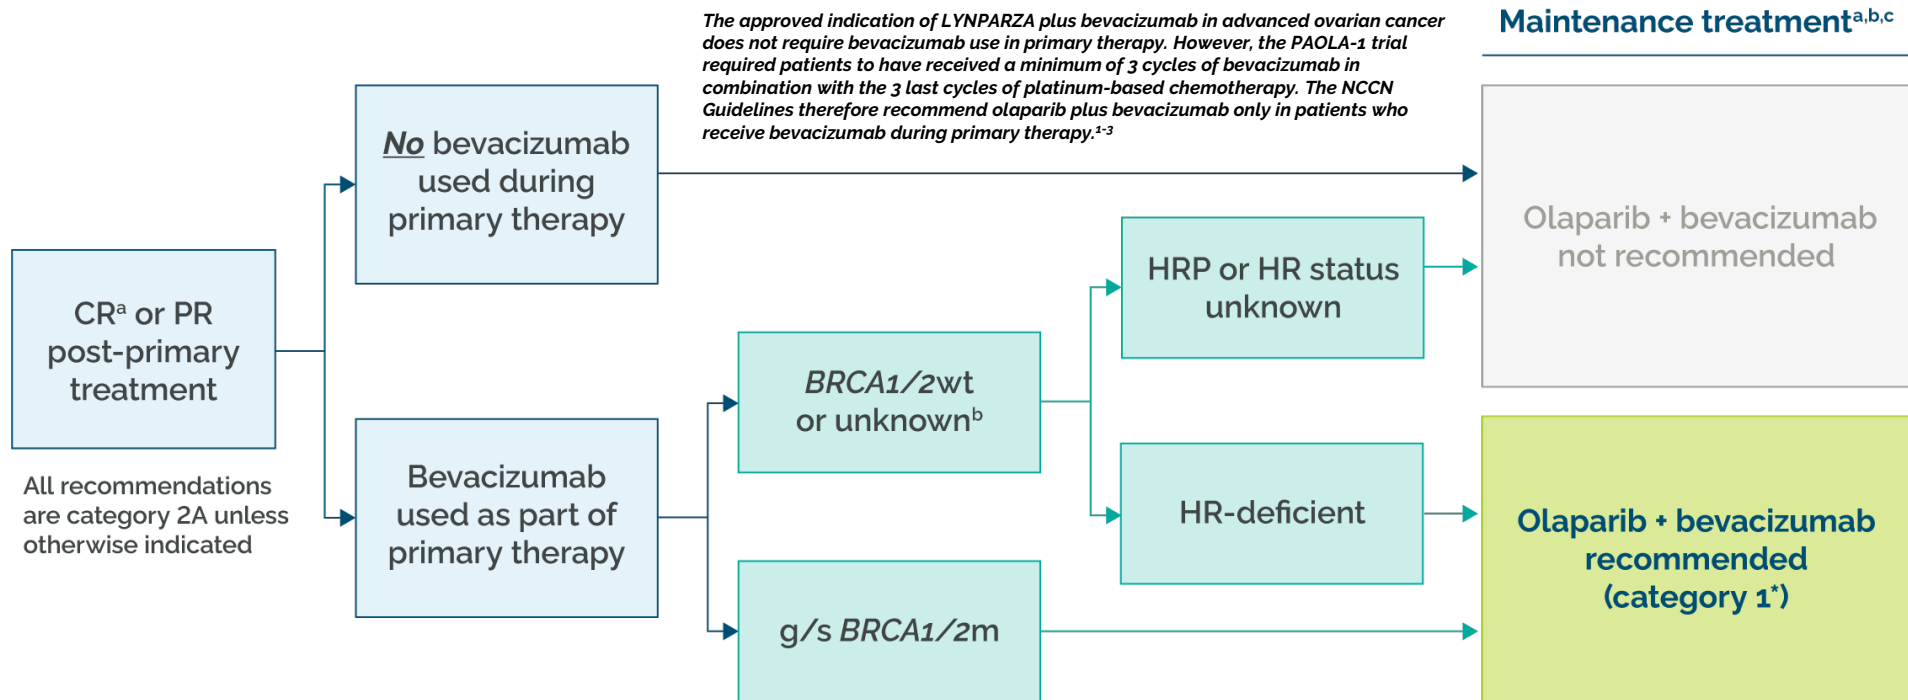 The approved indication of LYNPARZA plus bevacizumab in advanced ovarian cancer
does not require bevacizumab use in primary therapy. However, the PAOLA-1 trial
required patients to have received a minimum of 3 cycles of bevacizumab in
combination with the 3 last cycles of platinum-based chemotherapy. The NCCN
Guidelines therefore recommend olaparib plus bevacizumab only in patients who
receive bevacizumab during primary therapy.1-3
Maintenance treatmenta,b,c
No bevacizumab
used during
primary therapy
Olaparib + bevacizumab
not recommended
HRP or HR status
unknown
CRa or PR
post-primary
treatment
BRCA1/2wt
or unknownb
All recommendations
are category 2A unless
otherwise indicated
Bevacizumab
used as part of
primary therapy
HR-deficient
Olaparib + bevacizumab
recommended
(category 1*)
g/s BRCA1/2m